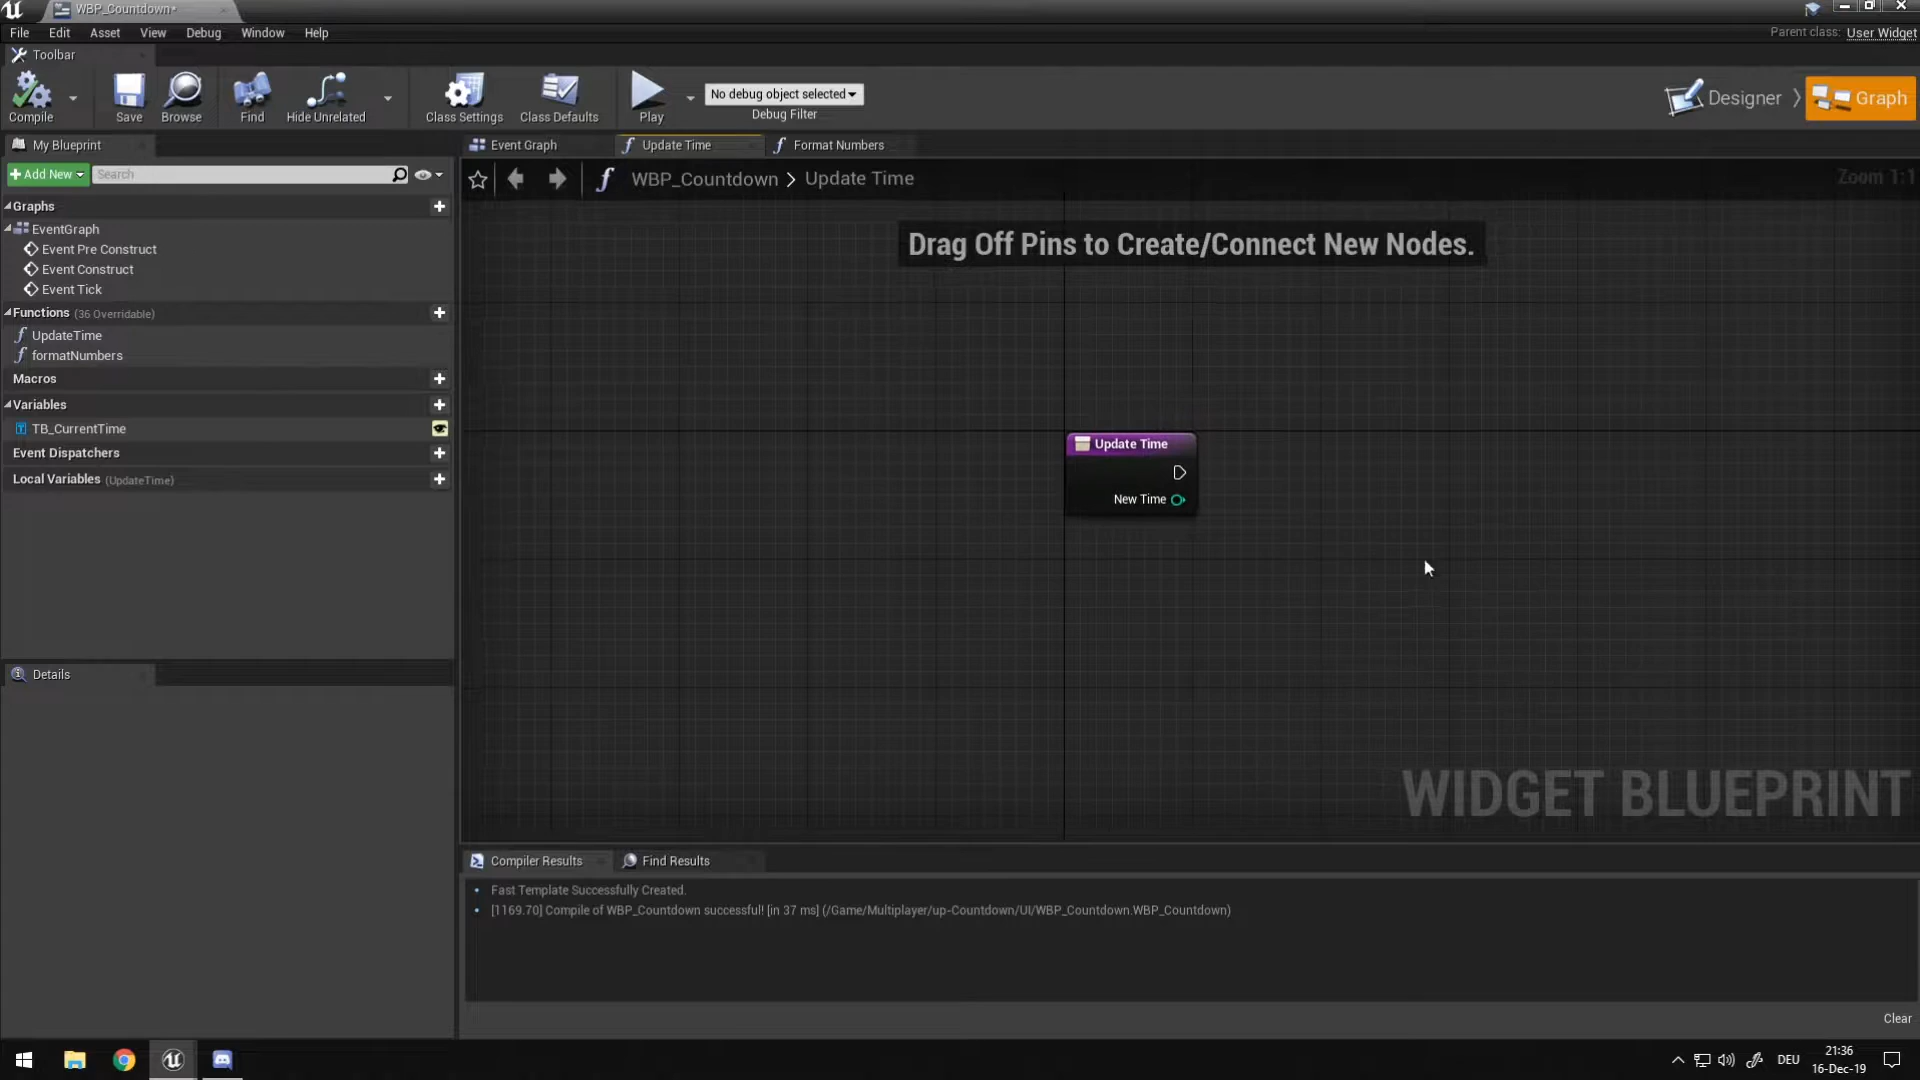 WBP_Countdown*
File Edit Asset View Debug Window Help
Parent class: User Widget
Toolbar
Compile
Save
Browse
Find
Hide Unrelated
Class Settings
Class Defaults
Play
No debug object selected
Debug Filter
Designer
Graph
My Blueprint
Event Graph
Update Time
Format Numbers
Add New
Search
WBP_Countdown > Update Time
Zoom 1:1
Graphs
EventGraph
Event Pre Construct
Event Construct
Event Tick
Functions (36 Overridable)
UpdateTime
formatNumbers
Macros
Variables
TB_CurrentTime
Event Dispatchers
Local Variables (UpdateTime)
Drag Off Pins to Create/Connect New Nodes.
Update Time
New Time
WIDGET BLUEPRINT
Details
Compiler Results
Find Results
Fast Template Successfully Created.
[1169.70] Compile of WBP_Countdown successful! [in 37 ms] (/Game/Multiplayer/up-Countdown/UI/WBP_Countdown.WBP_Countdown)
Clear
DEU
21:36
16-Dec-19